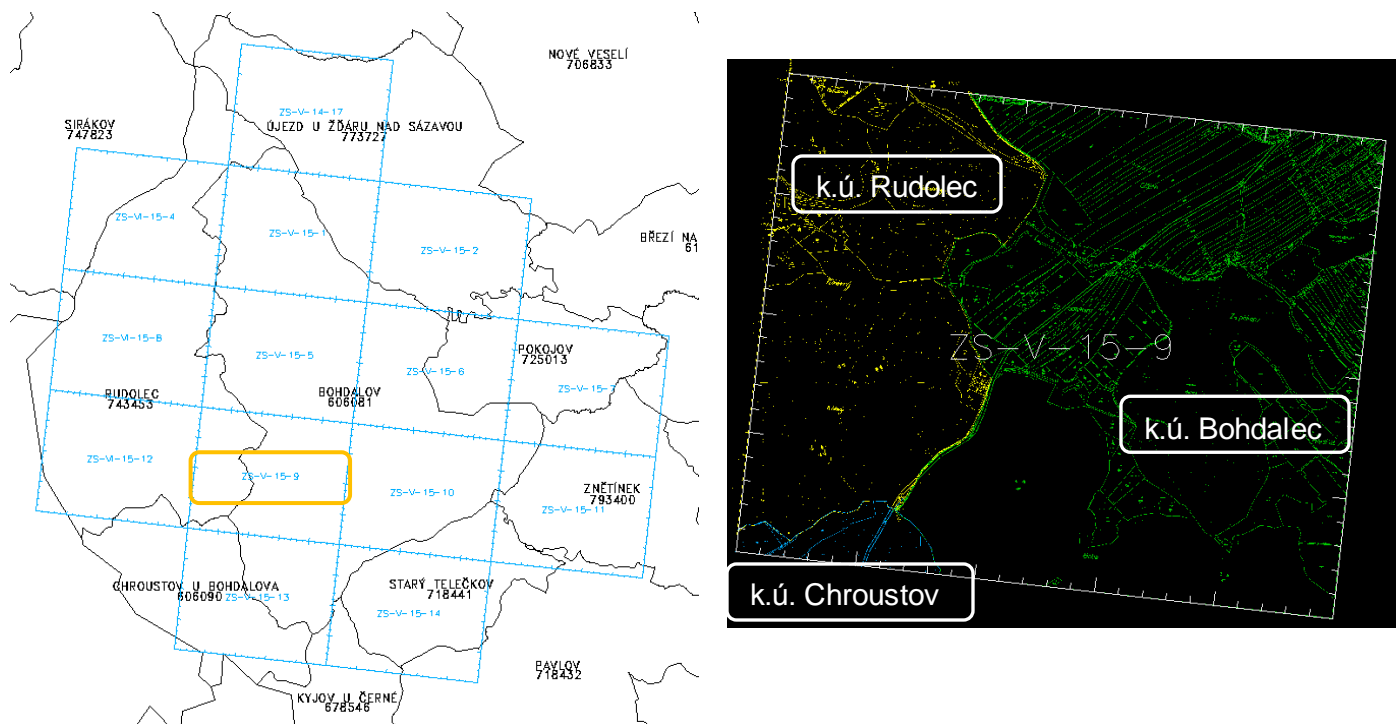 NOVÉ VESELÍ
706833
ZS-V-14-17
SIRÁKOV
747823
ÚJEZD U ŽĎÁRU NAD SÁZAVOU
773727
ZS-VI-15-4
ZS-V-15-1
ZS-V-15-2
BŘEZÍ NA
61
ZS-VI-15-8
ZS-V-15-5
POKOJOV
725013
ZS-V-15-6
ZS-V-15-7
RUDOLEC
743453
BOHDALOV
606081
ZS-VI-15-12
ZS-V-15-9
ZS-V-15-10
ZNĚTÍNEK
793400
ZS-V-15-11
CHROUSTOV U BOHDALOVA
606090
ZS-V-15-13
STARÝ TELEČKOV
718441
ZS-V-15-14
PAVLOV
718432
KYJOV U ČERNÉ
678546
k.ú. Rudolec
ZS-V-15-9
k.ú. Bohdalec
k.ú. Chroustov